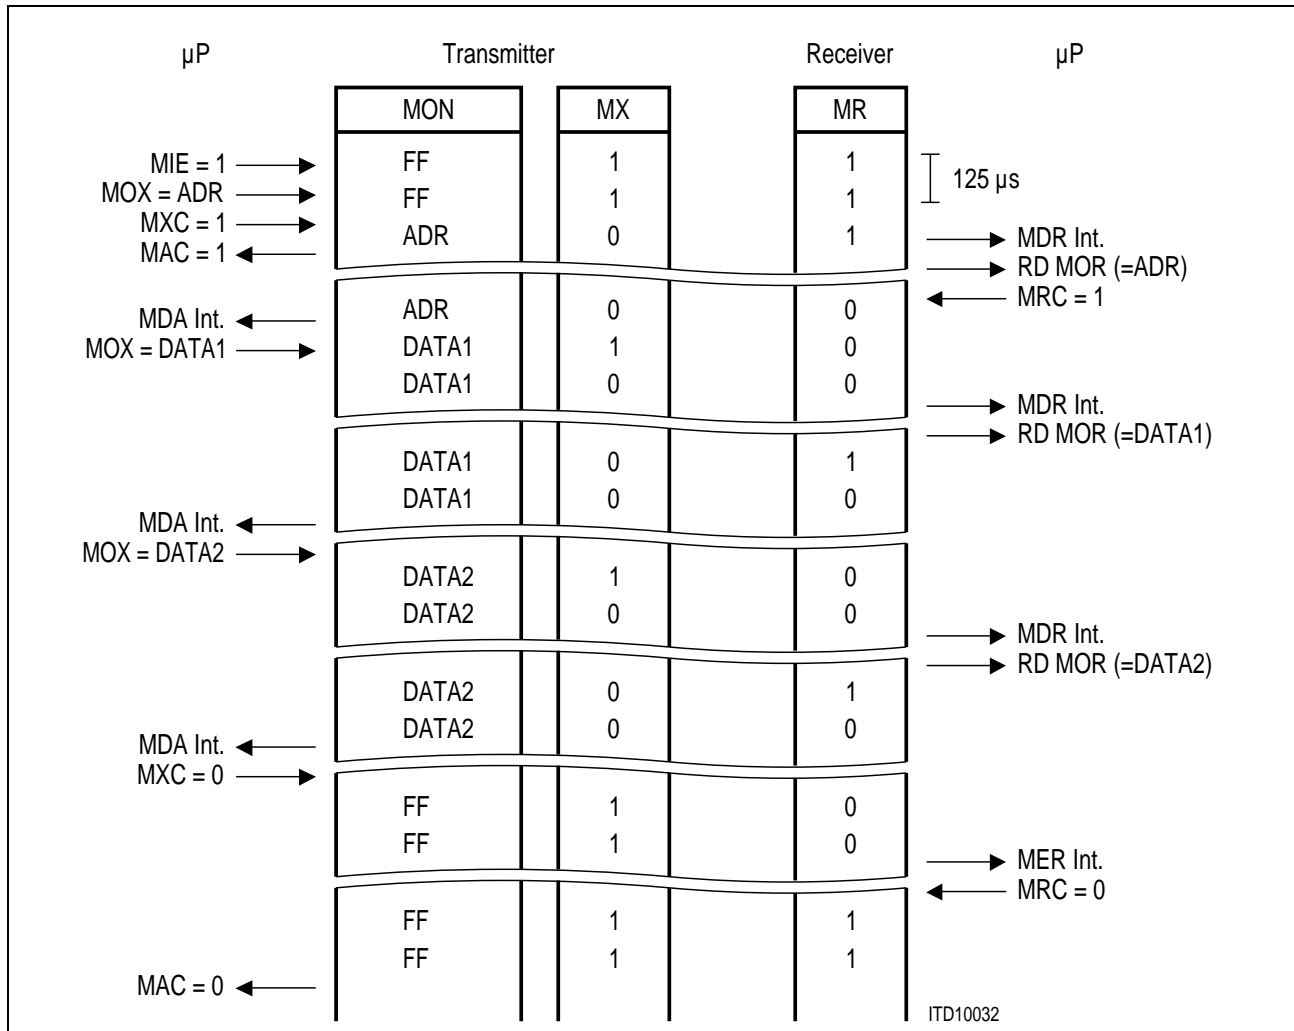 µP Transmitter Receiver µP
MON MX MR
MIE = 1 FF 1 1
125 µs
MOX = ADR FF 1 1
MXC = 1 ADR 0 1 MDR Int.
MAC = 1 RD MOR (=ADR)
MRC = 1
MDA Int. ADR 0 0
MOX = DATA1 DATA1 1 0
DATA1 0 0
MDR Int.
RD MOR (=DATA1)
DATA1 0 1
DATA1 0 0
MDA Int.
MOX = DATA2
DATA2 1 0
DATA2 0 0
MDR Int.
RD MOR (=DATA2)
DATA2 0 1
DATA2 0 0
MDA Int.
MXC = 0
FF 1 0
FF 1 0
MER Int.
MRC = 0
FF 1 1
FF 1 1
MAC = 0
ITD10032